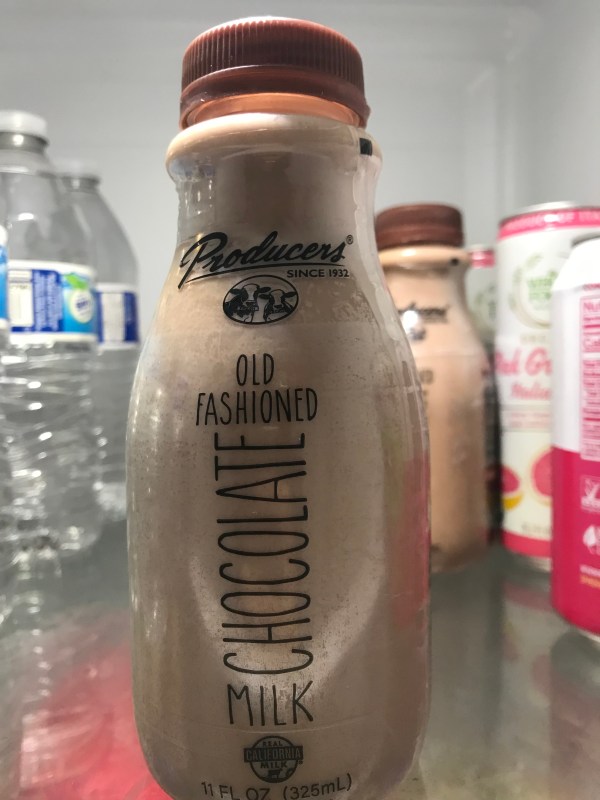 Producers®
SINCE 1932
OLD
FASHIONED
CHOCOLATE
MILK
REAL
CALIFORNIA
MILK
11 FL OZ (325mL)